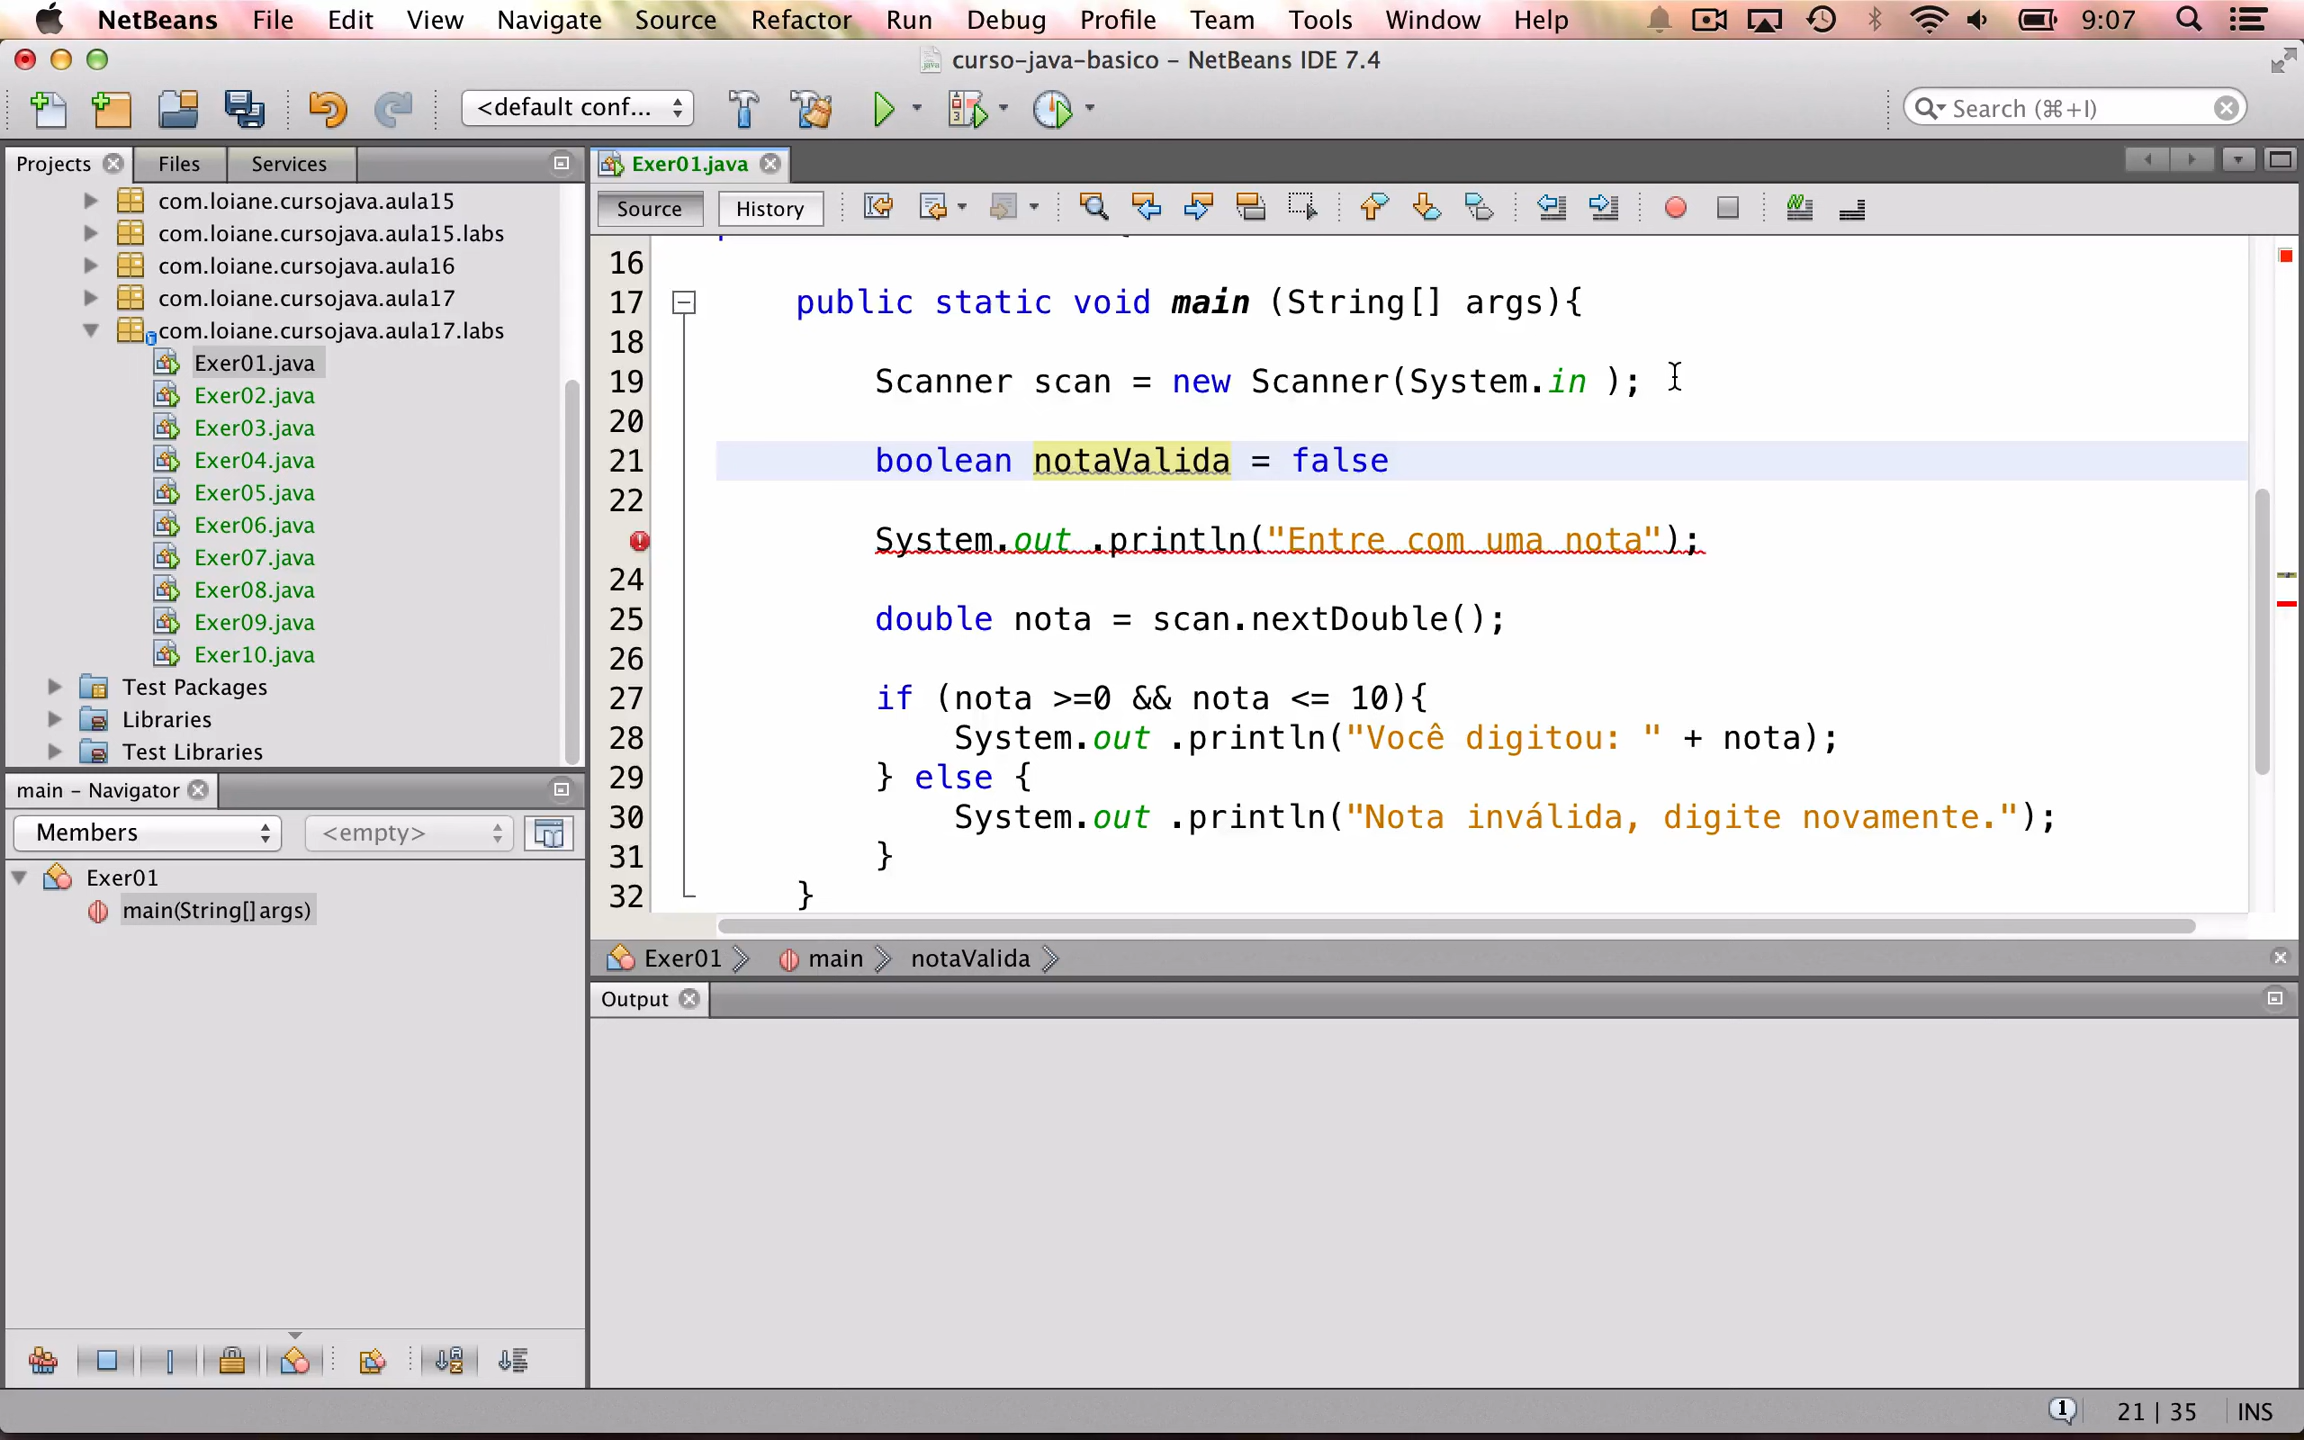 NetBeans File Edit View Navigate Source Refactor Run Debug Profile Team Tools Window Help 9:07
curso-java-basico – NetBeans IDE 7.4
<default conf... Search (⌘+I)
Projects Files Services
com.loiane.cursojava.aula15
com.loiane.cursojava.aula15.labs
com.loiane.cursojava.aula16
com.loiane.cursojava.aula17
com.loiane.cursojava.aula17.labs
Exer01.java
Exer02.java
Exer03.java
Exer04.java
Exer05.java
Exer06.java
Exer07.java
Exer08.java
Exer09.java
Exer10.java
Test Packages
Libraries
Test Libraries
main – Navigator
Members <empty>
Exer01
main(String[] args)
Exer01.java
Source History
16
17 public static void main (String[] args){
18
19 Scanner scan = new Scanner(System.in );
20
21 boolean notaValida = false
22
System.out .println("Entre com uma nota");
24
25 double nota = scan.nextDouble();
26
27 if (nota >=0 && nota <= 10){
28 System.out .println("Você digitou: " + nota);
29 } else {
30 System.out .println("Nota inválida, digite novamente.");
31 }
32 }
Exer01 main notaValida
Output
1 21 | 35 INS